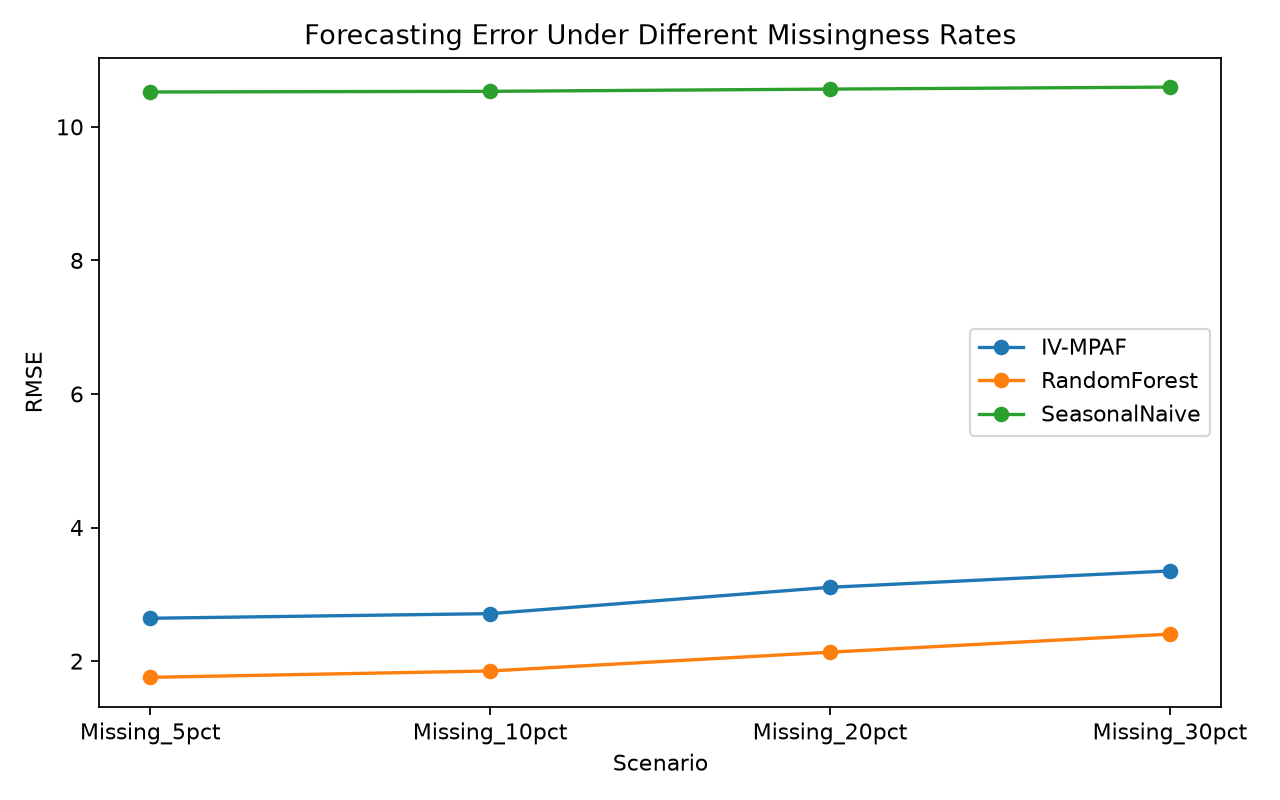 Forecasting Error Under Different Missingness Rates
10
8
6
4
2
RMSE
IV-MPAF
RandomForest
SeasonalNaive
Missing_5pct Missing_10pct Missing_20pct Missing_30pct
Scenario